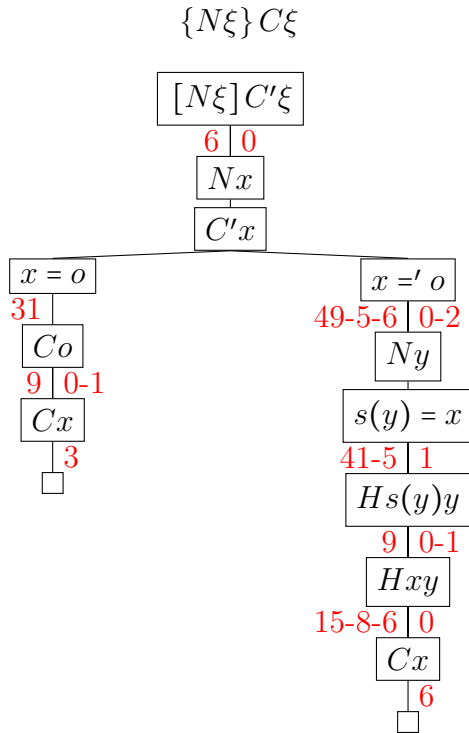 {Nξ} Cξ
[Nξ] C′ξ
6 0
Nx
C′x
x = o x =′ o
31 49-5-6 0-2
Co Ny
9 0-1
Cx s(y) = x
3 41-5 1
Hs(y)y
9 0-1
Hxy
15-8-6 0
Cx
6